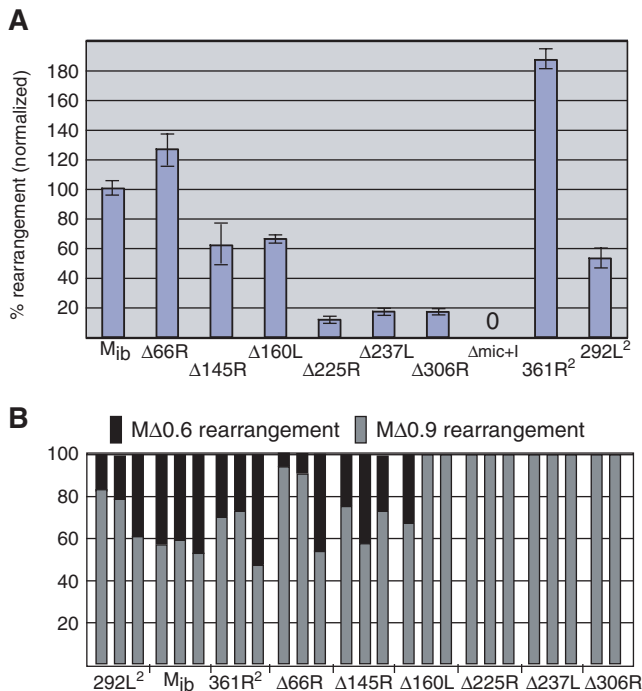 A
% rearrangement (normalized)
180
160
140
120
100
80
60
40
20
0
M_ib Δ66R Δ145R Δ160L Δ225R Δ237L Δ306R Δmic+I 361R² 292L²
B
MΔ0.6 rearrangement MΔ0.9 rearrangement
100
80
60
40
20
292L² M_ib 361R² Δ66R Δ145R Δ160L Δ225R Δ237L Δ306R